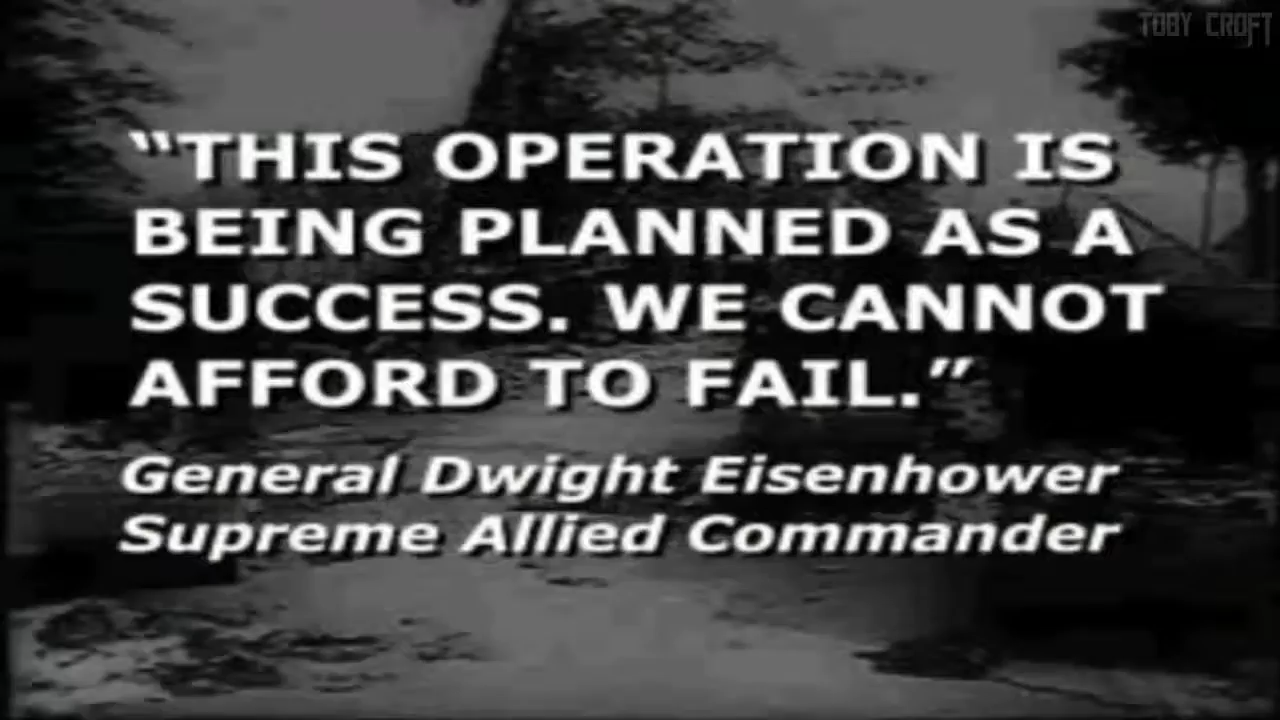 TOBY CROFT
“THIS OPERATION IS
BEING PLANNED AS A
SUCCESS. WE CANNOT
AFFORD TO FAIL.”
General Dwight Eisenhower
Supreme Allied Commander